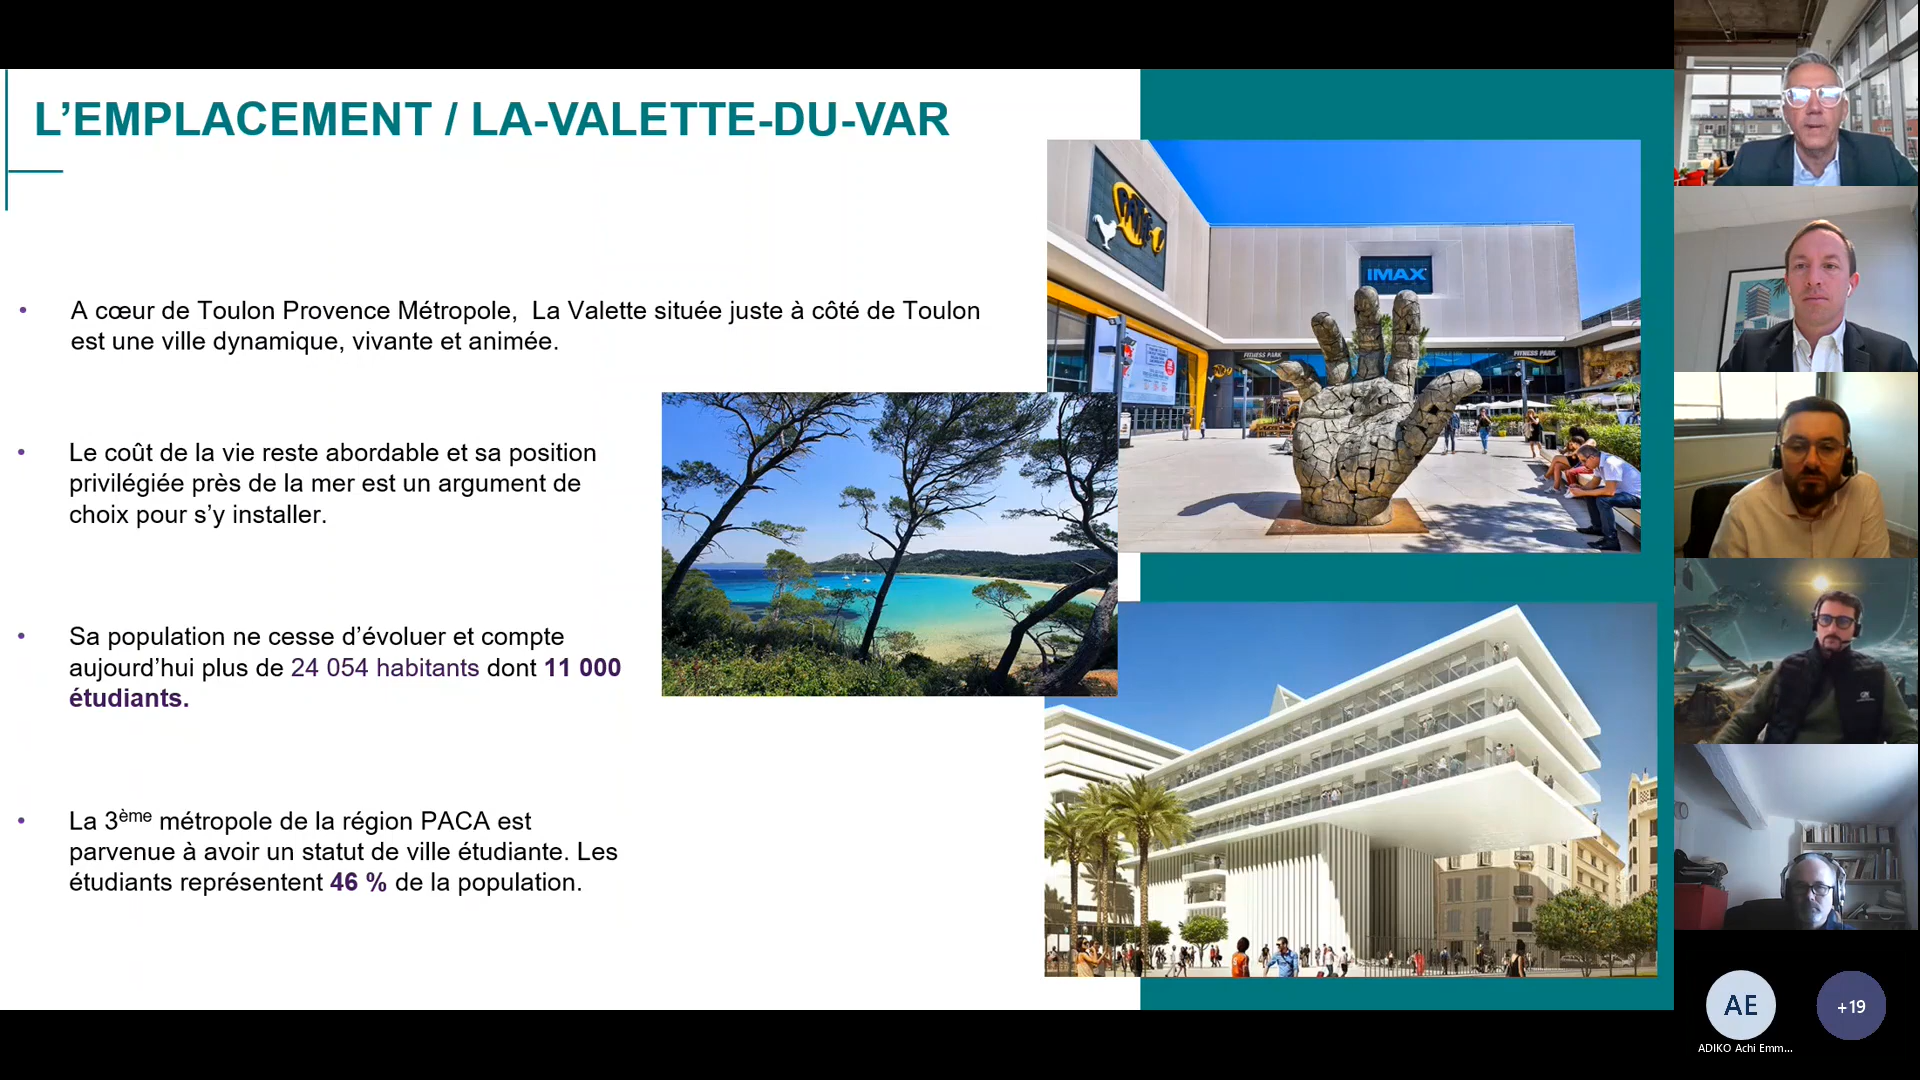 L’EMPLACEMENT / LA-VALETTE-DU-VAR
• A cœur de Toulon Provence Métropole, La Valette située juste à côté de Toulon
est une ville dynamique, vivante et animée.
• Le coût de la vie reste abordable et sa position
privilégiée près de la mer est un argument de
choix pour s’y installer.
• Sa population ne cesse d’évoluer et compte
aujourd’hui plus de 24 054 habitants dont 11 000
étudiants.
• La 3ème métropole de la région PACA est
parvenue à avoir un statut de ville étudiante. Les
étudiants représentent 46 % de la population.
IMAX
FITNESS PARK
FITNESS PARK
AE
+19
ADIKO Achi Emm...